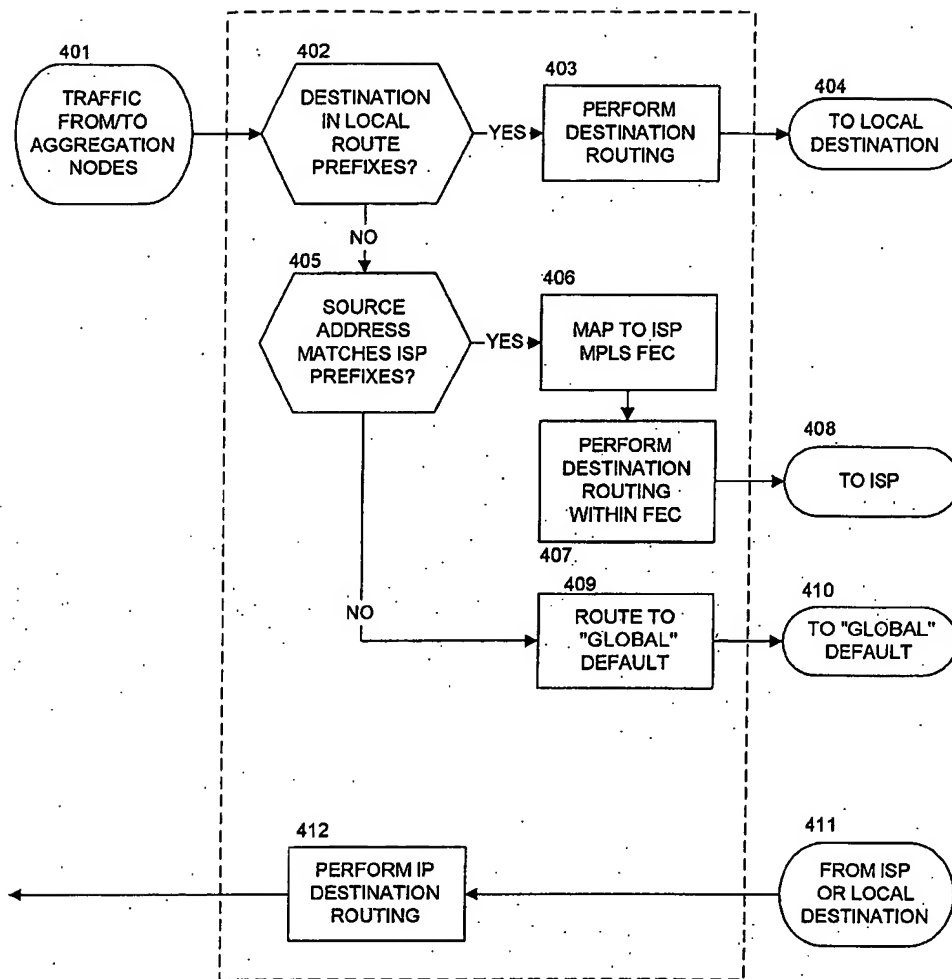 401
TRAFFIC
FROM/TO
AGGREGATION
NODES
402
DESTINATION
IN LOCAL
ROUTE
PREFIXES?
YES
403
PERFORM
DESTINATION
ROUTING
404
TO LOCAL
DESTINATION
NO
405
SOURCE
ADDRESS
MATCHES ISP
PREFIXES?
YES
406
MAP TO ISP
MPLS FEC
PERFORM
DESTINATION
ROUTING
WITHIN FEC
407
408
TO ISP
NO
409
ROUTE TO
"GLOBAL"
DEFAULT
410
TO "GLOBAL"
DEFAULT
412
PERFORM IP
DESTINATION
ROUTING
411
FROM ISP
OR LOCAL
DESTINATION